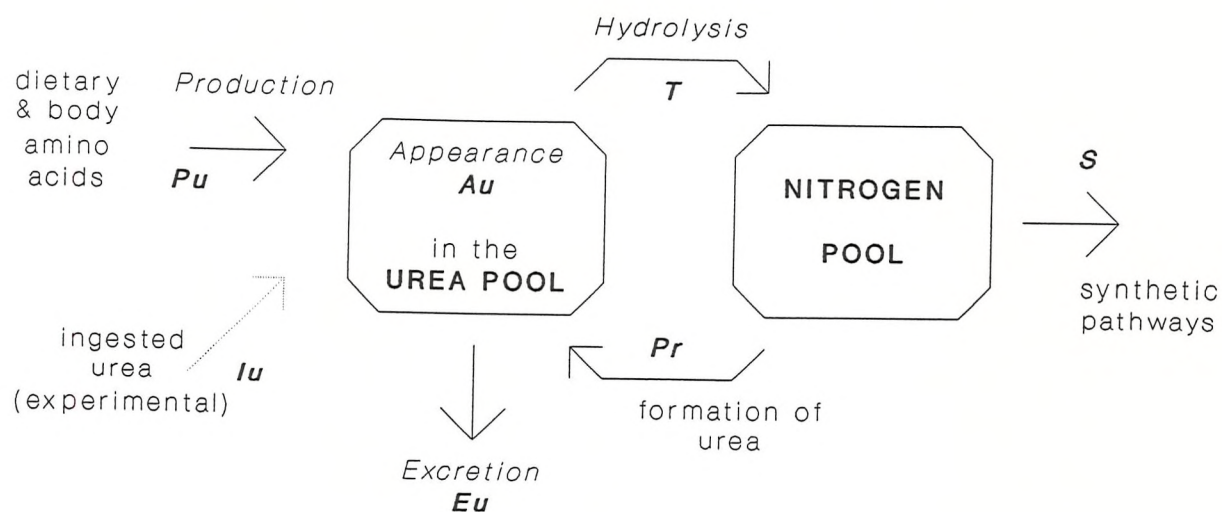 Hydrolysis
T
dietary
& body
amino
acids
Production
Pu
Appearance
Au
in the
UREA POOL
NITROGEN
POOL
S
synthetic
pathways
ingested
urea
(experimental)
Iu
Pr
formation of
urea
Excretion
Eu